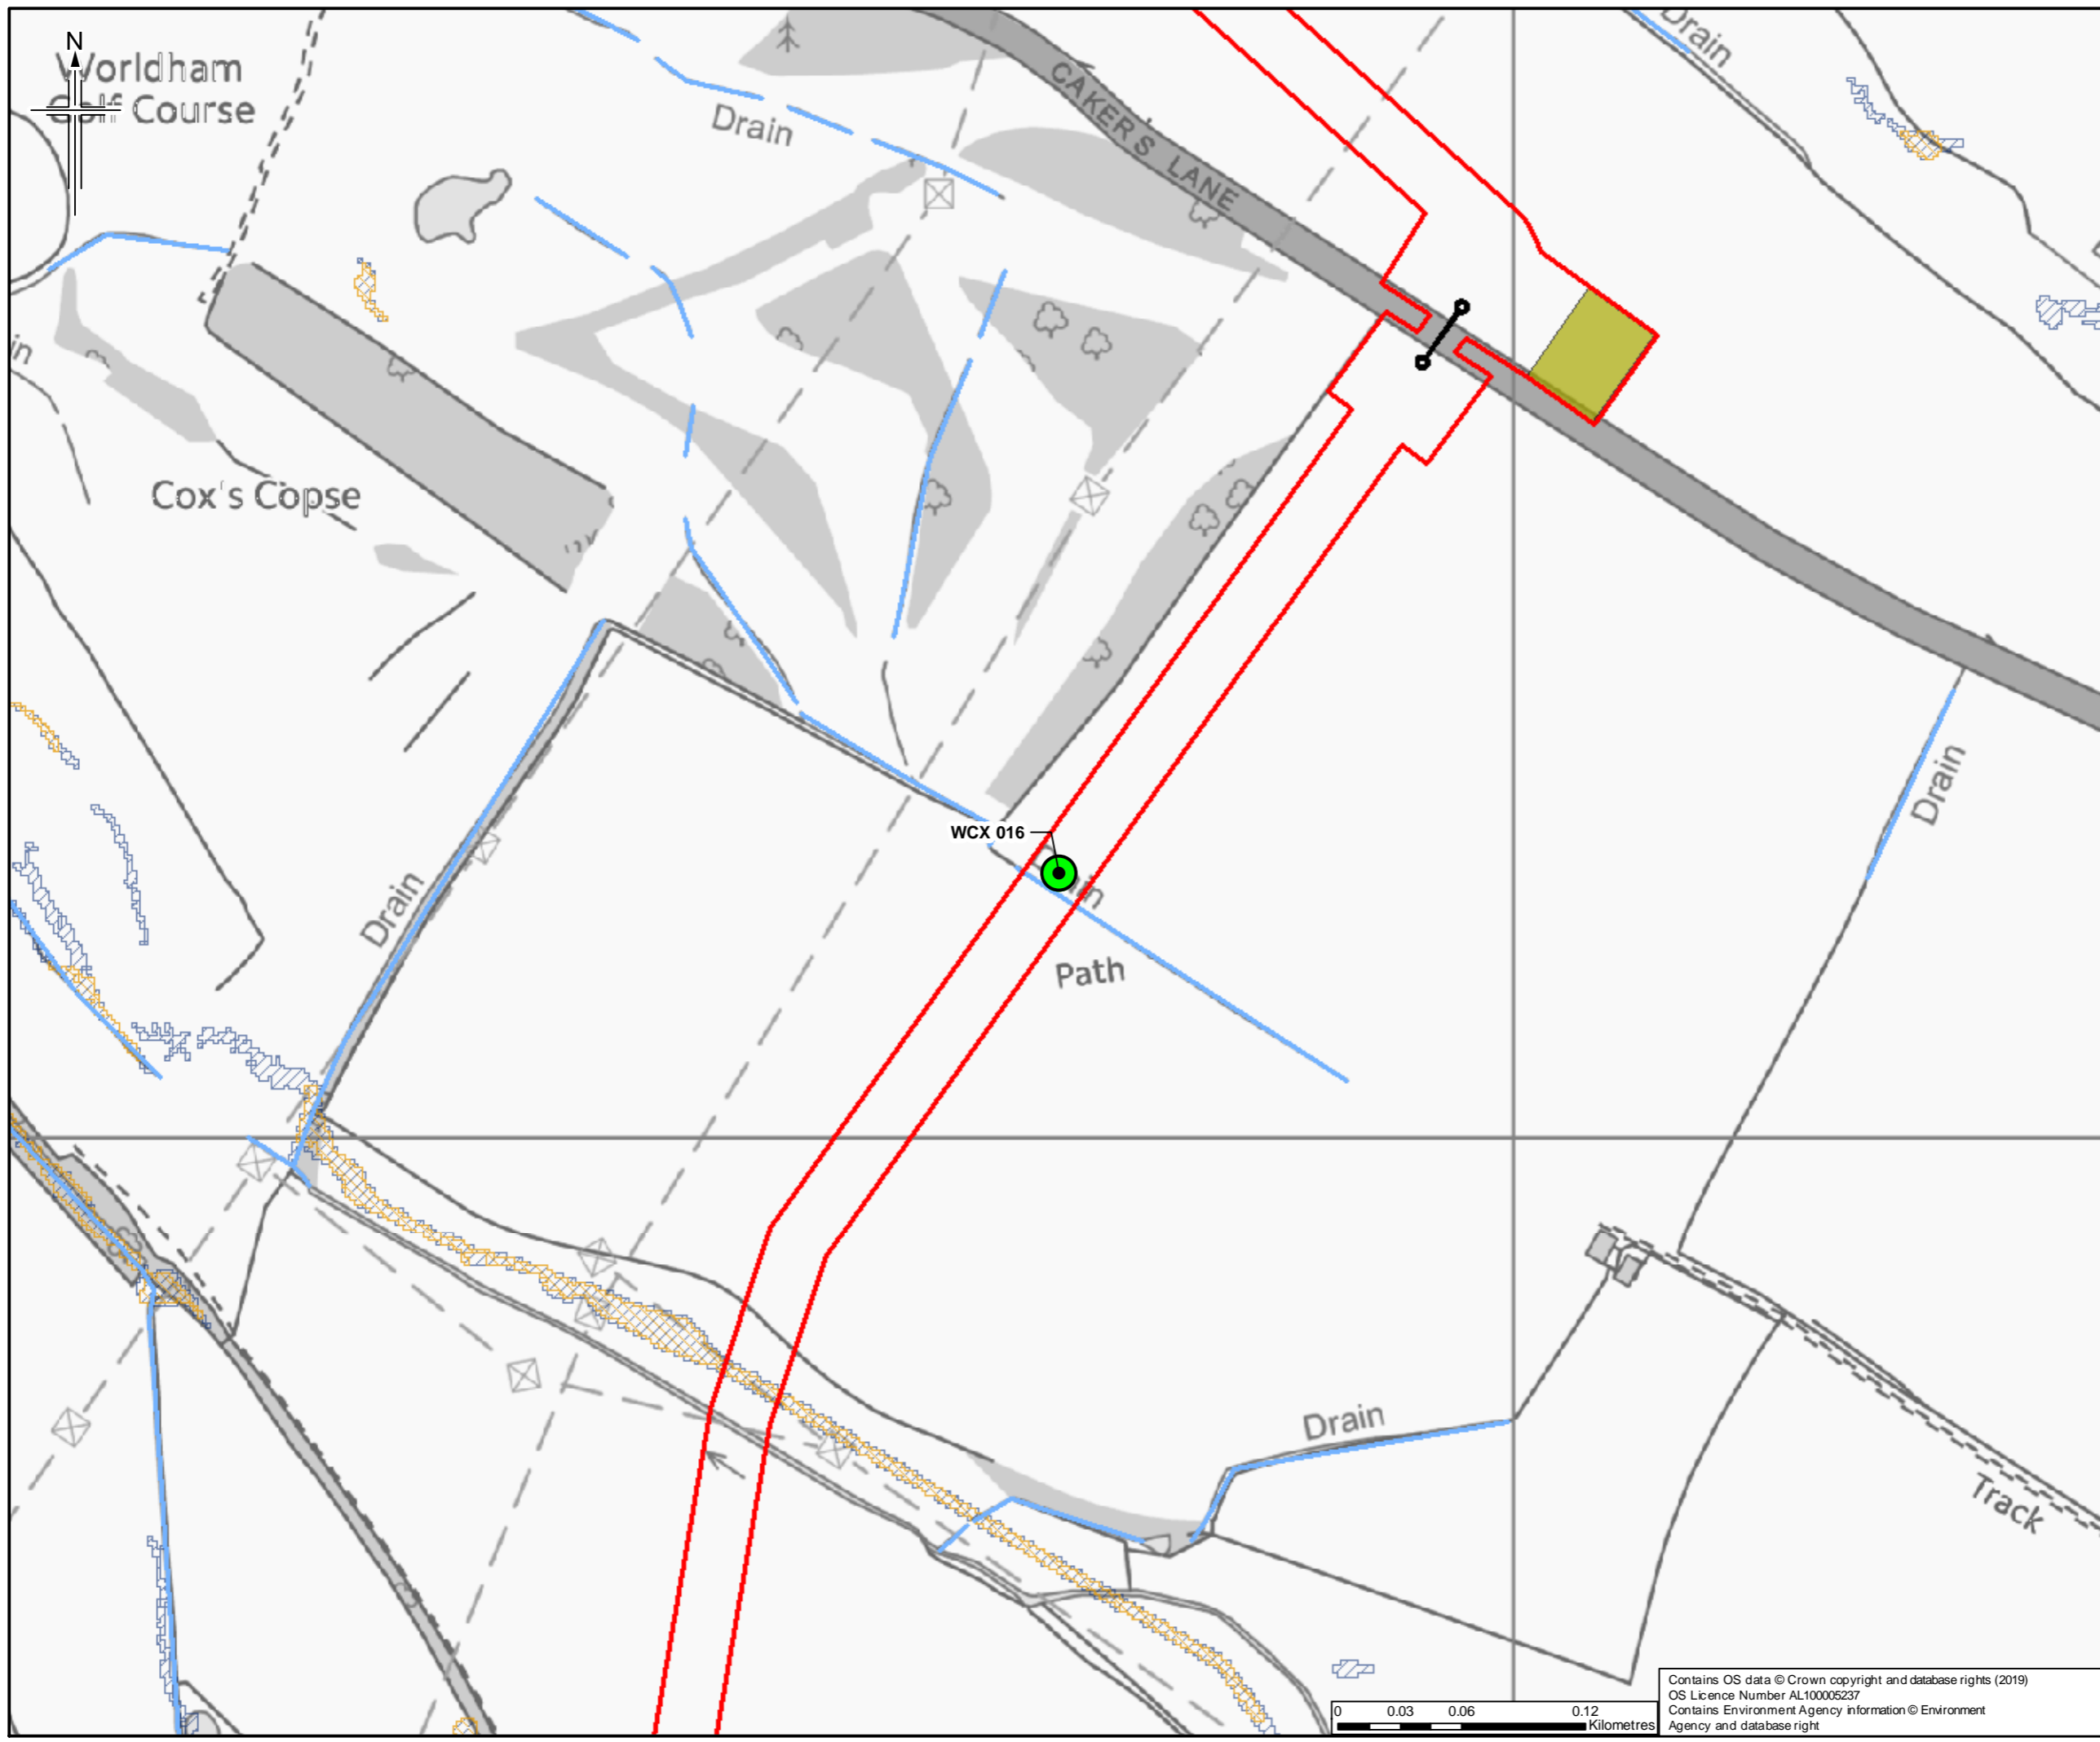 N
Worldham
Golf Course
Drain
CAKERS LANE
Drain
Cox's Copse
Drain
WCX 016
Drain
Path
Drain
Track
0 0.03 0.06 0.12
Kilometres
Contains OS data © Crown copyright and database rights (2019)
OS Licence Number AL100005237
Contains Environment Agency information © Environment
Agency and database right